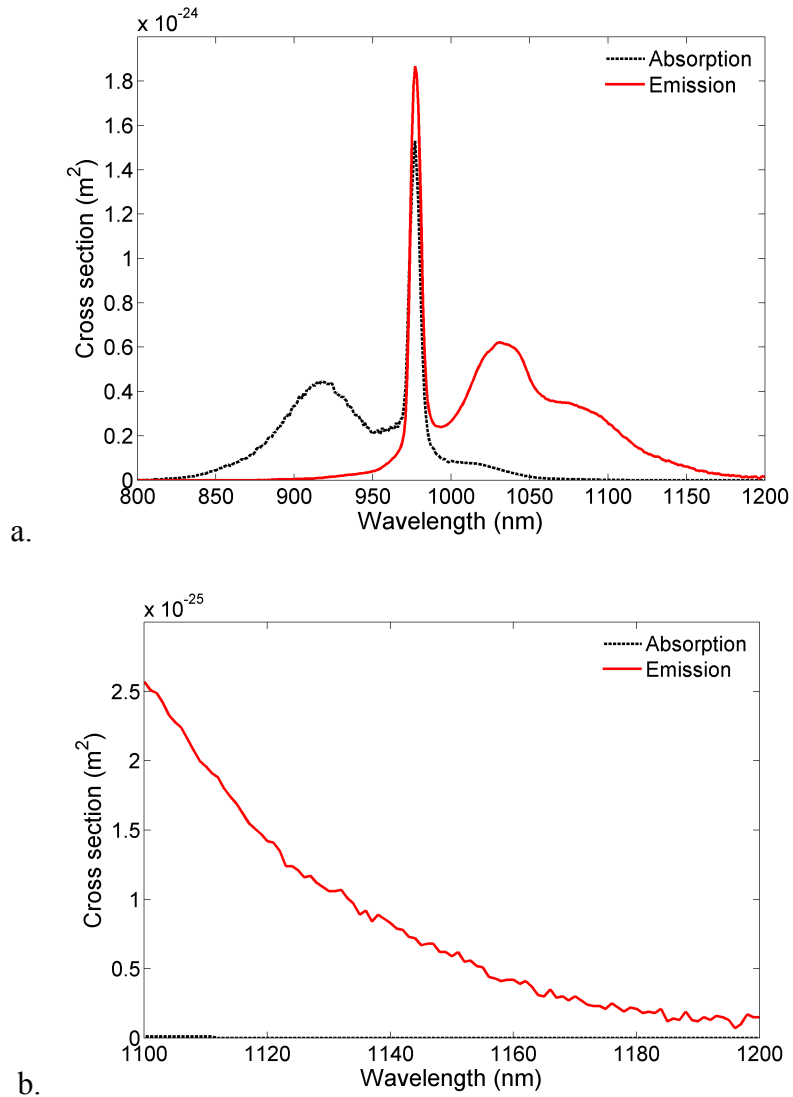 x 10-24
Absorption
Emission
1.8
1.6
1.4
1.2
1
0.8
0.6
0.4
0.2
0
Cross section (m2)
800 850 900 950 1000 1050 1100 1150 1200
Wavelength (nm)
a.
x 10-25
Absorption
Emission
2.5
2
1.5
1
0.5
0
Cross section (m2)
1100 1120 1140 1160 1180 1200
Wavelength (nm)
b.